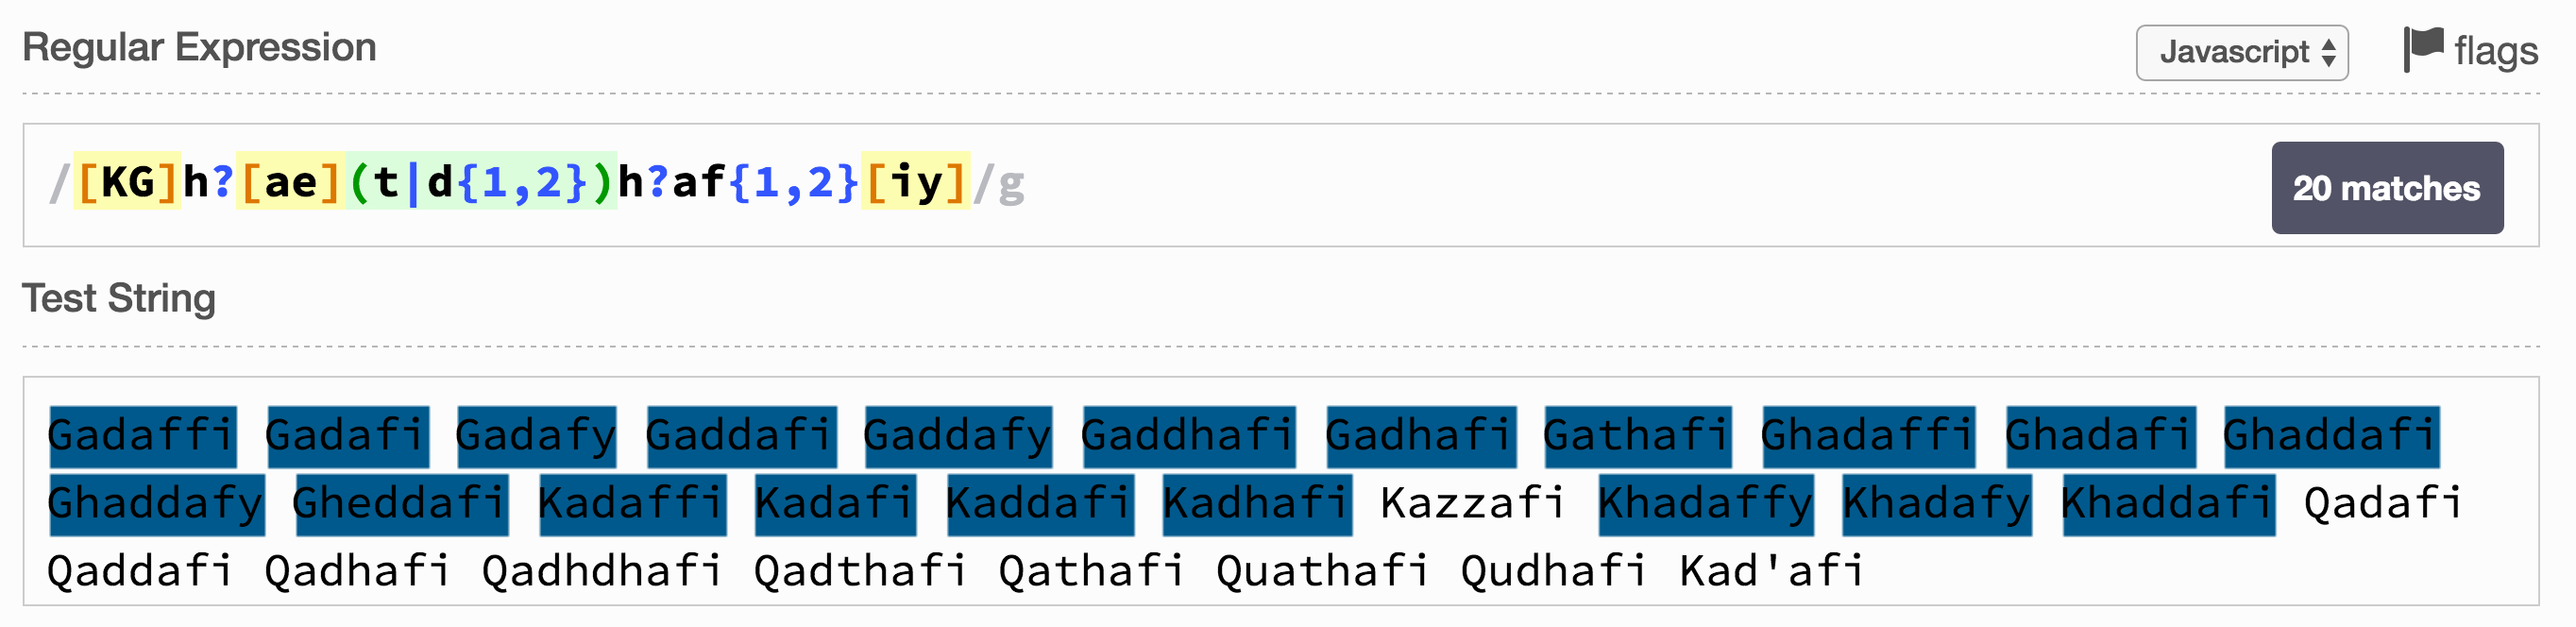 Regular Expression
Javascript flags
/[KG]h?[ae](t|d{1,2})h?af{1,2}[iy]/g
20 matches
Test String
Gadaffi Gadafi Gadafy Gaddafi Gaddafy Gaddhafi Gadhafi Gathafi Ghadaffi Ghadafi Ghaddafi
Ghaddafy Gheddafi Kadaffi Kadafi Kaddafi Kadhafi Kazzafi Khadaffy Khadafy Khaddafi Qadafi
Qaddafi Qadhafi Qadhdhafi Qadthafi Qathafi Quathafi Qudhafi Kad'afi